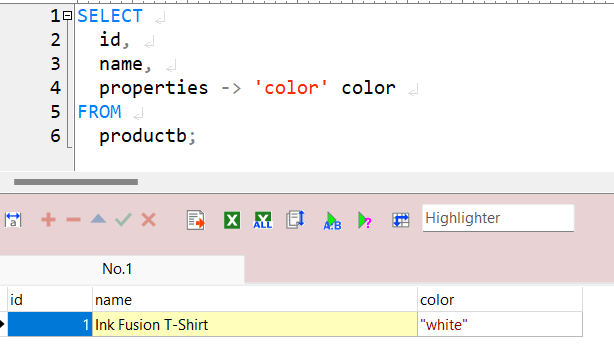 1 SELECT
2 id,
3 name,
4 properties -> 'color' color
5 FROM
6 productb;
ALL A.B ? Highlighter
No.1
id name color
1 Ink Fusion T-Shirt "white"